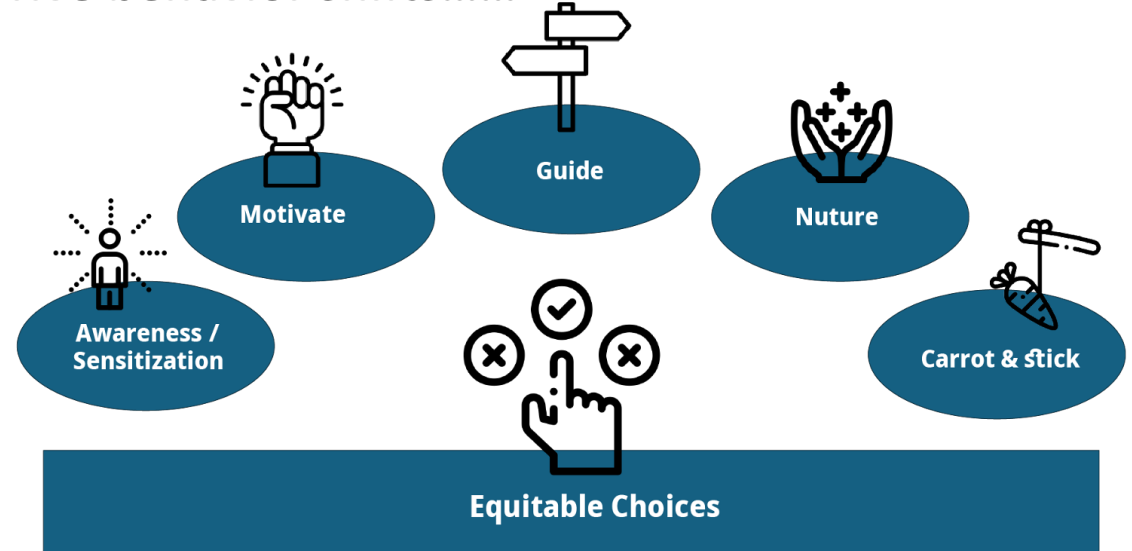 Awareness /
Sensitization
Motivate
Guide
Nuture
Carrot & stick
Equitable Choices